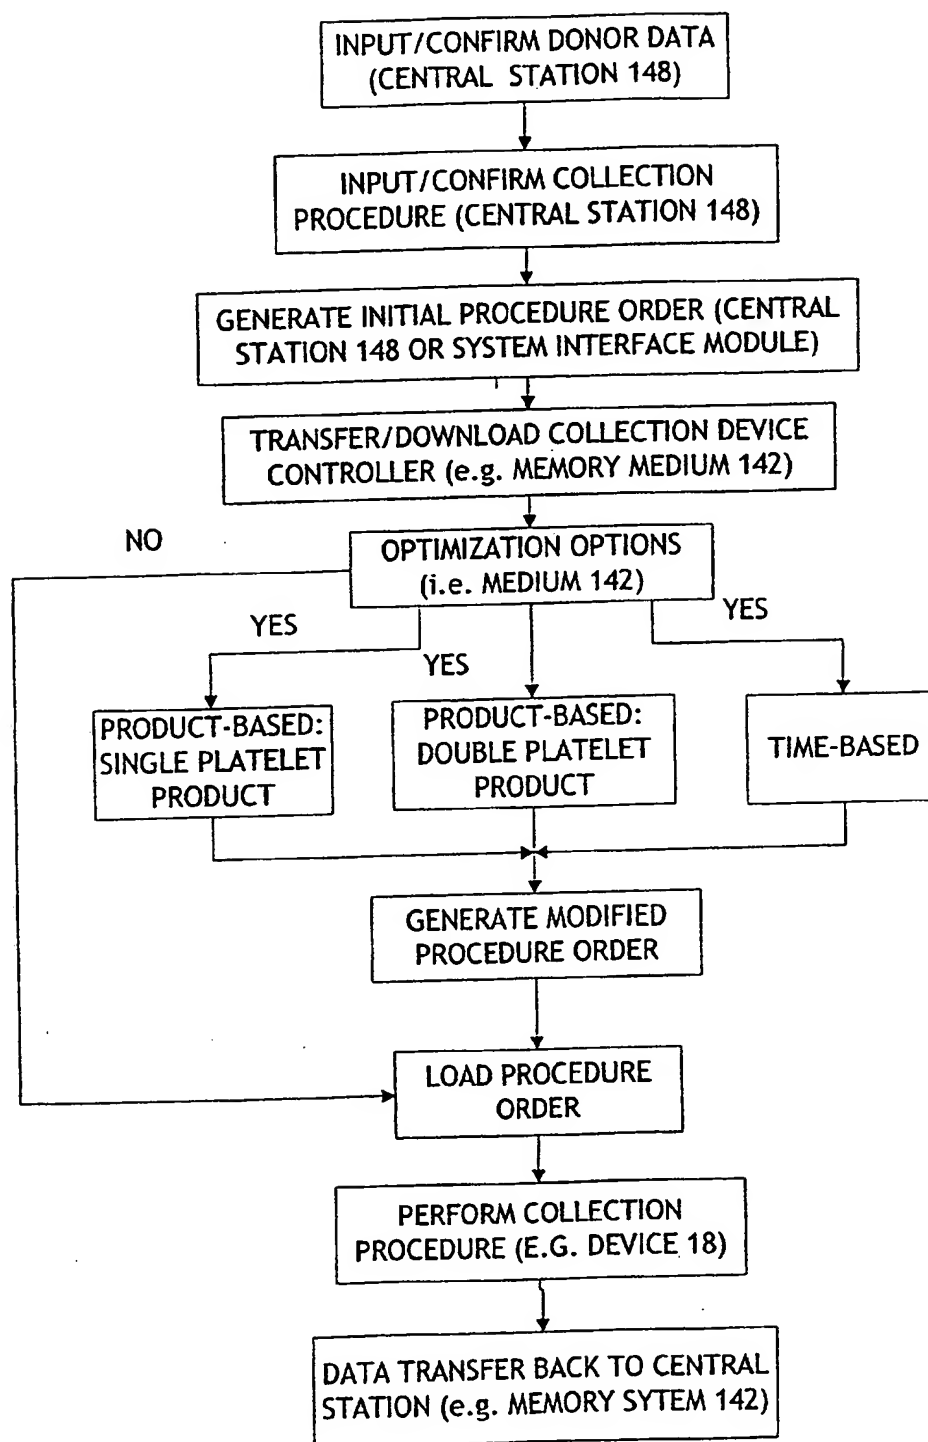 INPUT/CONFIRM DONOR DATA
(CENTRAL STATION 148)
INPUT/CONFIRM COLLECTION
PROCEDURE (CENTRAL STATION 148)
GENERATE INITIAL PROCEDURE ORDER (CENTRAL
STATION 148 OR SYSTEM INTERFACE MODULE)
TRANSFER/DOWNLOAD COLLECTION DEVICE
CONTROLLER (e.g. MEMORY MEDIUM 142)
NO
OPTIMIZATION OPTIONS
(i.e. MEDIUM 142)
YES
YES
YES
PRODUCT-BASED:
SINGLE PLATELET
PRODUCT
PRODUCT-BASED:
DOUBLE PLATELET
PRODUCT
TIME-BASED
GENERATE MODIFIED
PROCEDURE ORDER
LOAD PROCEDURE
ORDER
PERFORM COLLECTION
PROCEDURE (E.G. DEVICE 18)
DATA TRANSFER BACK TO CENTRAL
STATION (e.g. MEMORY SYTEM 142)